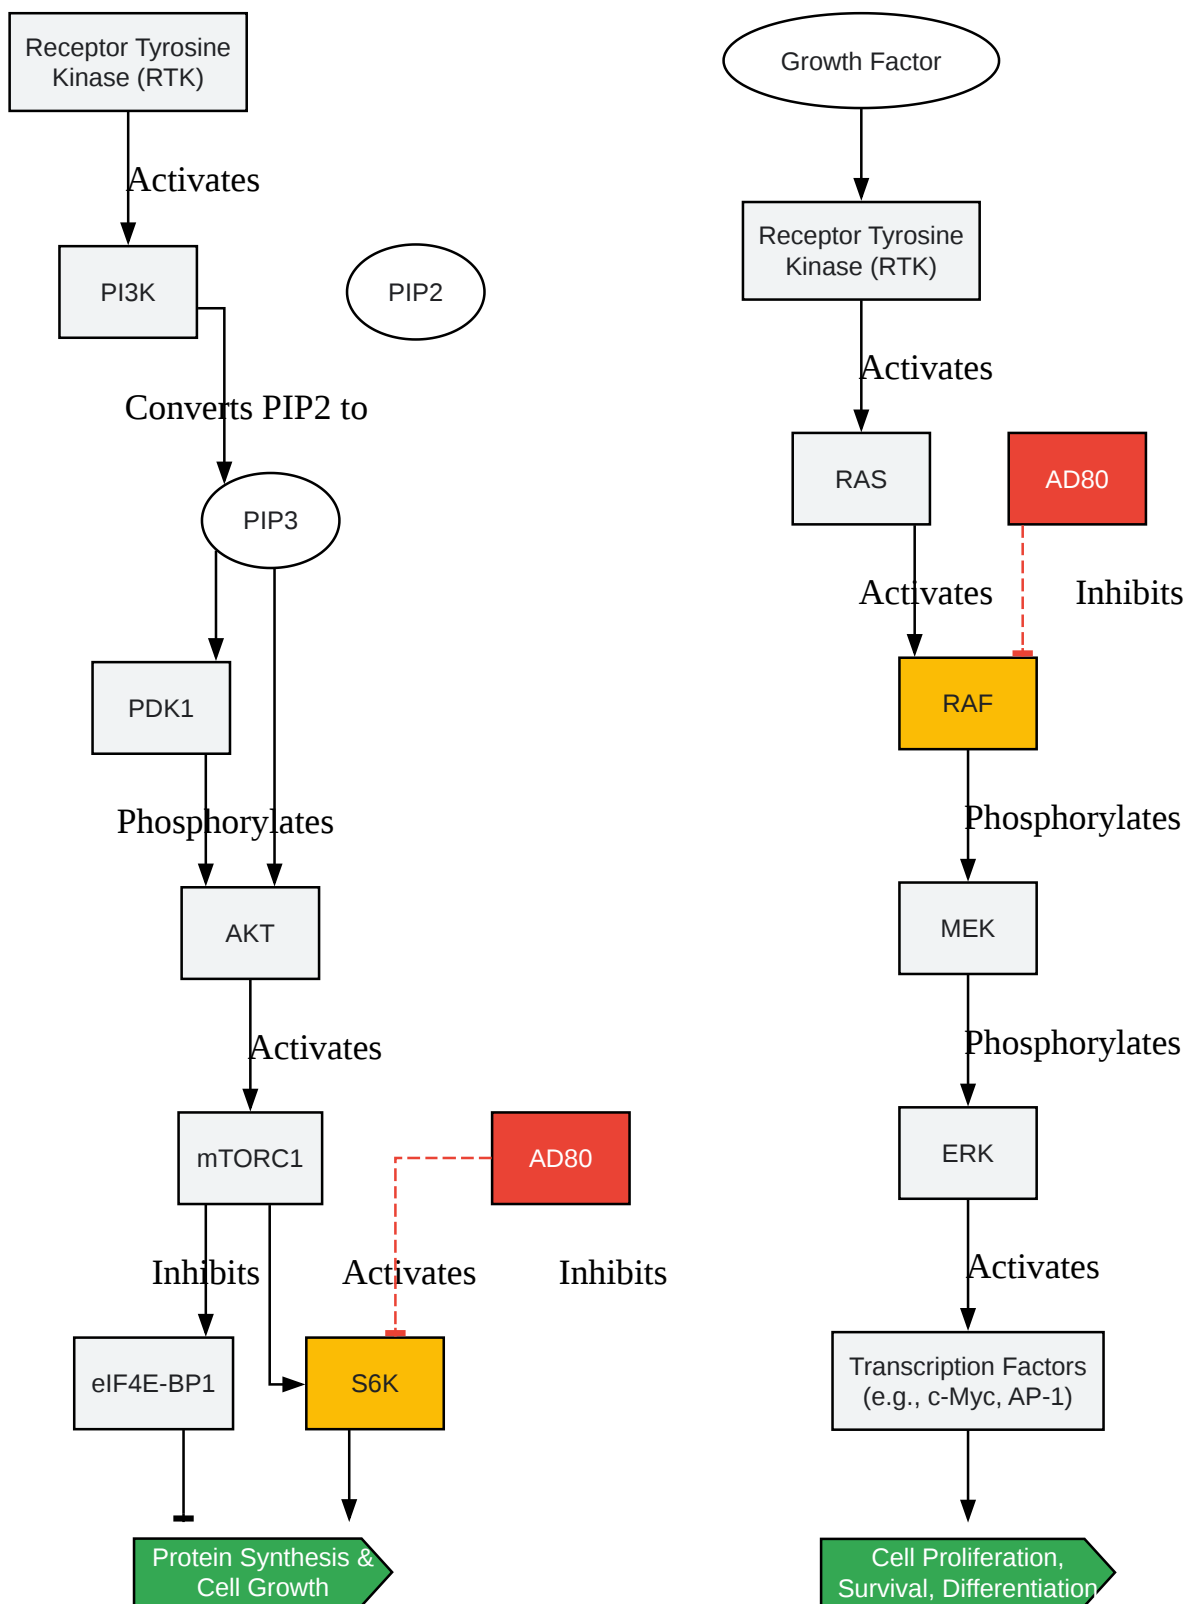 Receptor Tyrosine
Kinase (RTK)
Activates
PI3K
PIP2
Converts PIP2 to
PIP3
PDK1
Phosphorylates
AKT
Activates
mTORC1
AD80
Inhibits
Activates
Inhibits
eIF4E-BP1
S6K
Protein Synthesis &
Cell Growth
Growth Factor
Receptor Tyrosine
Kinase (RTK)
Activates
RAS
AD80
Activates
Inhibits
RAF
Phosphorylates
MEK
Phosphorylates
ERK
Activates
Transcription Factors
(e.g., c-Myc, AP-1)
Cell Proliferation,
Survival, Differentiation